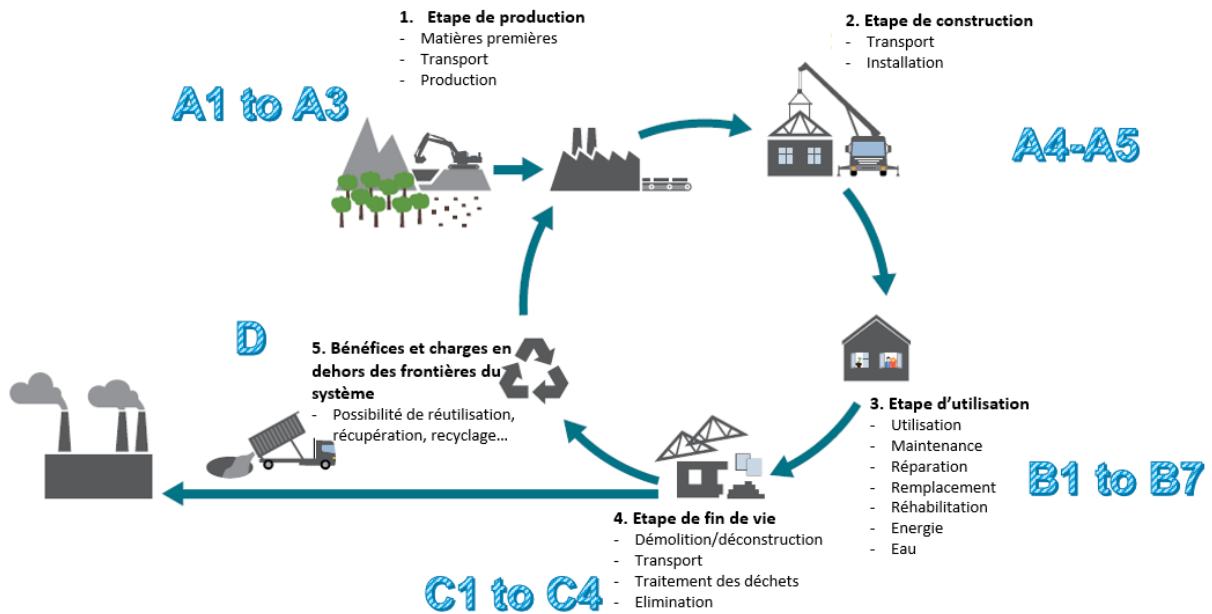 1. Etape de production
- Matières premières
- Transport
- Production
A1 to A3
2. Etape de construction
- Transport
- Installation
A4-A5
3. Etape d'utilisation
- Utilisation
- Maintenance
- Réparation
- Remplacement
- Réhabilitation
- Energie
- Eau
B1 to B7
4. Etape de fin de vie
- Démolition/déconstruction
- Transport
- Traitement des déchets
- Elimination
C1 to C4
D
5. Bénéfices et charges en
dehors des frontières du
système
- Possibilité de réutilisation,
récupération, recyclage...